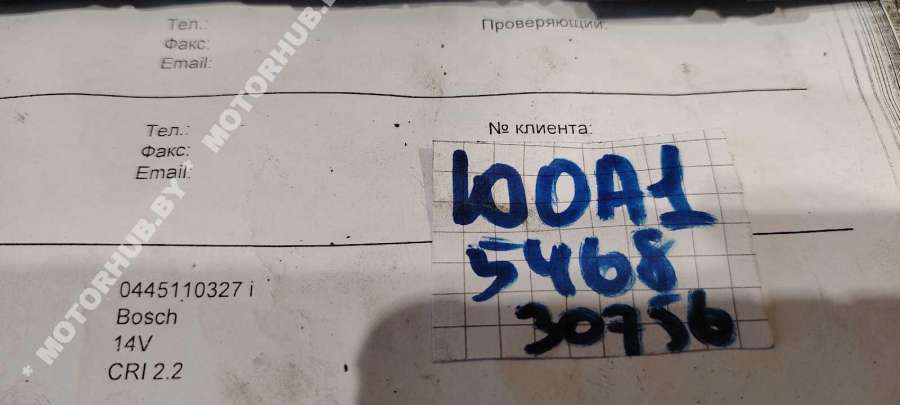 Тел.:
Проверяющий:
Факс:
Email:
Тел.:
№ клиента:
Факс:
Email:
* MOTORHUB.BY * MOTORHUB.BY
0445110327 i
Bosch
14V
CRI 2.2
5468
30756